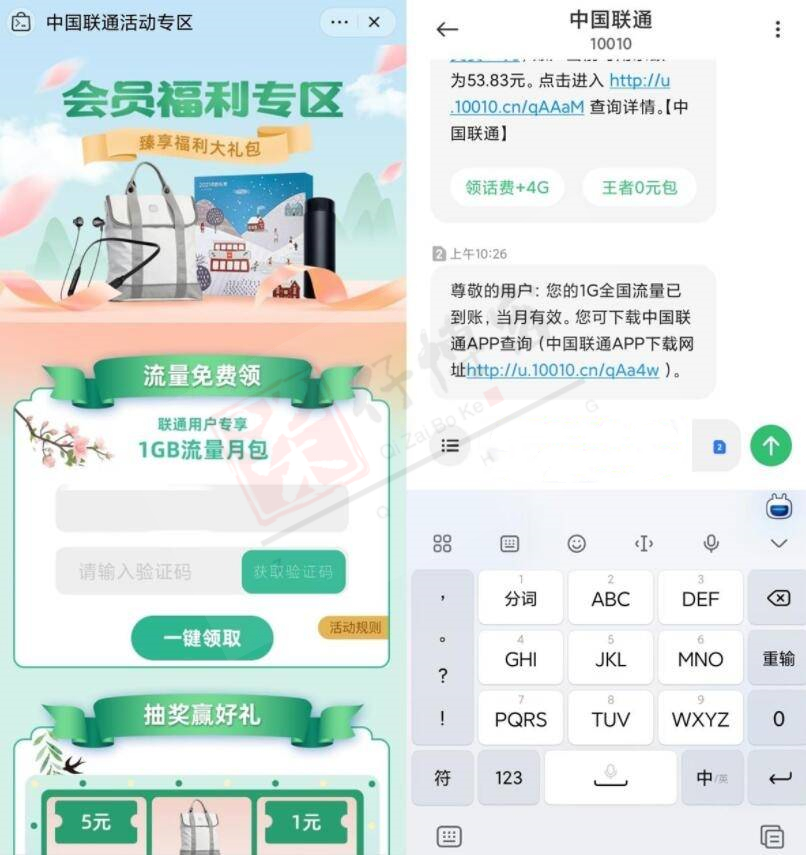 中国联通活动专区
会员福利专区
臻享福利大礼包
流量免费领
联通用户专享
1GB流量月包
请输入验证码
获取验证码
一键领取
活动规则
抽奖赢好礼
5元
1元
中国联通
10010
为53.83元。点击进入 http://u
.10010.cn/qAAaM 查询详情。【中
国联通】
领话费+4G
王者0元包
2 上午10:26
尊敬的用户:您的1G全国流量已
到账,当月有效。您可下载中国联
通APP查询(中国联通APP下载网
址http://u.10010.cn/qAa4w )。
2
, 
1
分词
2
ABC
3
DEF
。
4
GHI
5
JKL
6
MNO
重输
?
!
7
PQRS
8
TUV
9
WXYZ
0
符
123
中/英
Qi Zai Bo Ke